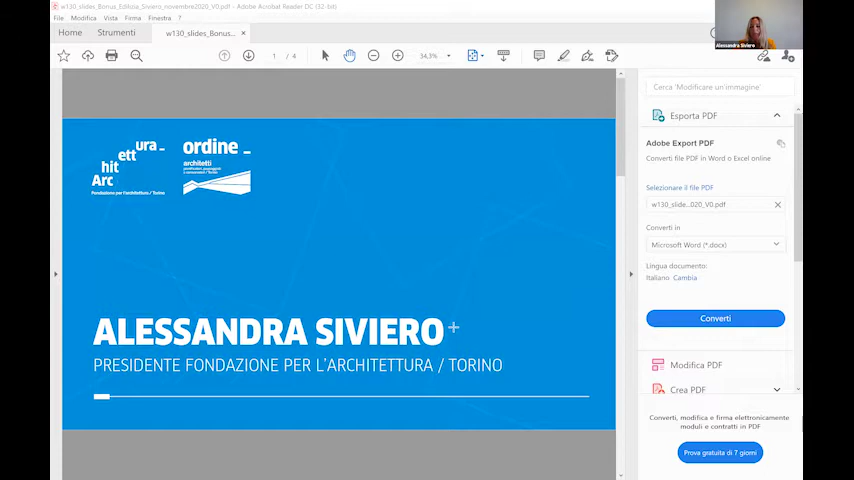 w130_slides_Bonus_Edilizia_Siviero_novembre2020_V0.pdf - Adobe Acrobat Reader DC (32-bit)
File Modifica Vista Firma Finestra ?
Home Strumenti w130_slides_Bonus... ×
1 / 4 34,3%
Alessandra Siviero
Cerca 'Modificare un'immagine'
Esporta PDF
Adobe Export PDF
Converti file PDF in Word o Excel online
Selezionare il file PDF
w130_slide...020_V0.pdf
Converti in
Microsoft Word (*.docx)
Lingua documento:
Italiano Cambia
Converti
Modifica PDF
Crea PDF
Converti, modifica e firma elettronicamente
moduli e contratti in PDF
Prova gratuita di 7 giorni
Arc
hit
ett
ura_
Fondazione per l'architettura / Torino
ordine_
architetti
ALESSANDRA SIVIERO+
PRESIDENTE FONDAZIONE PER L'ARCHITETTURA / TORINO